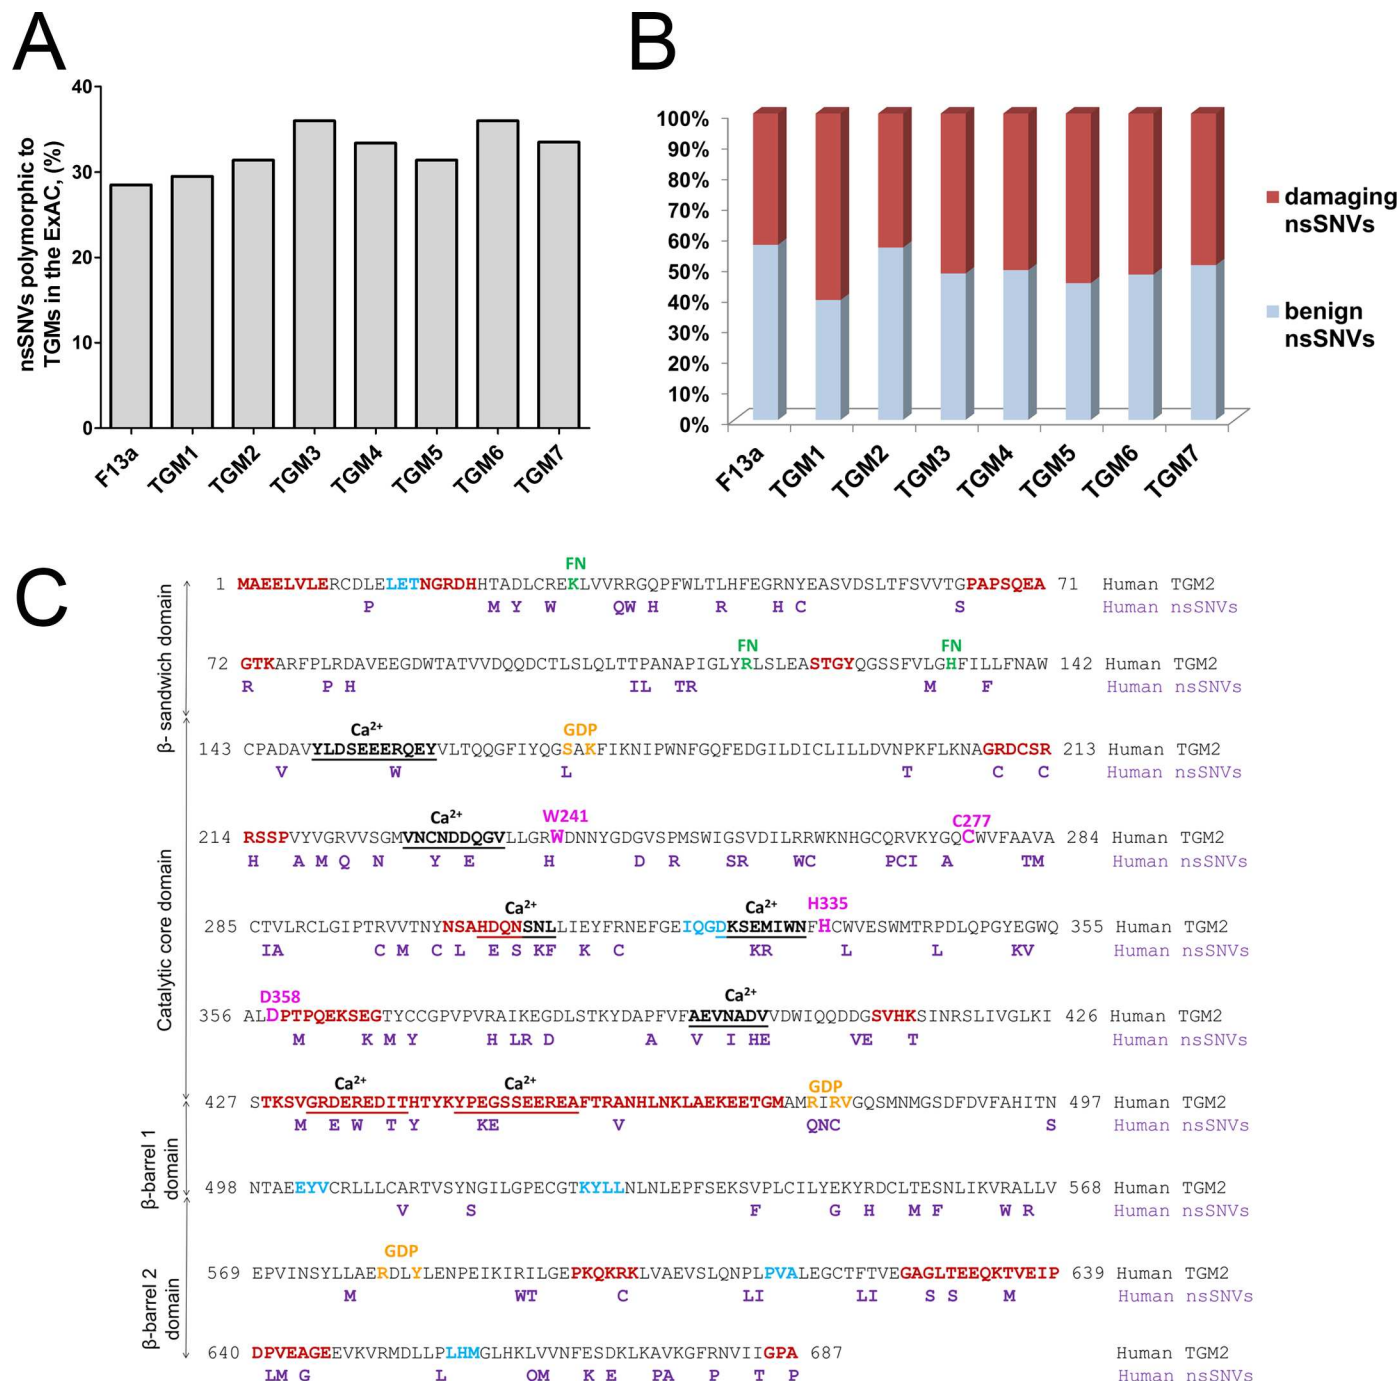 A
nsSNVs polymorphic to
TGMs in the ExAC, (%)
40
30
20
10
0
F13a TGM1 TGM2 TGM3 TGM4 TGM5 TGM6 TGM7
B
100%
90%
80%
70%
60%
50%
40%
30%
20%
10%
0%
F13a TGM1 TGM2 TGM3 TGM4 TGM5 TGM6 TGM7
damaging
nsSNVs
benign
nsSNVs
C
β- sandwich domain
Catalytic core domain
β-barrel 1
domain
β-barrel 2
domain
FN
1 MAEELVLERCDLELETNGRDHHTADLCREKLVVRRGQPFWLTLHFEGRNYEASVDSLTFSVVTGPAPSQEA 71 Human TGM2
P M Y W QW H R H C S Human nsSNVs
FN FN
72 GTKARFPLRDAVEEGDWTATVVDQQDCTLSLQLTTPANAPIGLYRLSLEASTGYQGSSFVLGHFILLFNAW 142 Human TGM2
R P H IL TR M F Human nsSNVs
Ca2+ GDP
143 CPADAVYLDSEEERQEYVLTQQGFIYQGSAKFIKNIPWNFGQFEDGILDICLILLDVNPKFLKNAGRDCSR 213 Human TGM2
V W L T C C Human nsSNVs
Ca2+ W241 C277
214 RSSPVYVGRVVSGMVNCNDDQGVLLGRWDNNYGDGVSPMSWIGSVDILRRWKNHGCQRVKYGQCWVFAAVA 284 Human TGM2
H A M Q N Y E H D R SR WC PCI A TM Human nsSNVs
Ca2+ Ca2+ H335
285 CTVLRCLGIPTRVVTNYNSAHDQNSNLLIEYFRNEFGEIQGDKSEMIWNFHCWVESWMTRPDLQPGYEGWQ 355 Human TGM2
IA C M C L E S KF K C KR L L KV Human nsSNVs
D358 Ca2+
356 ALDPTPQEKSEGTYCCGPVPVRAIKEGDLSTKYDAPFVFAEVNADVVDWIQQDDGSVHKSINRSLIVGLKI 426 Human TGM2
M K M Y H LR D A V I HE VE T Human nsSNVs
Ca2+ Ca2+ GDP
427 STKSVGRDEREDITHTYKYPEGSSEEREAFTRANHLNKLAEKEETGMAMRIRVGQSMNMGSDFDVFAHITN 497 Human TGM2
M E W T Y KE V QNC S Human nsSNVs
498 NTAEEYVCRLLLCARTVSYNGILGPECGTKYLLNLNLEPFSEKSVPLCILYEKYRDCLTESNLIKVRALLV 568 Human TGM2
V S F G H M F W R Human nsSNVs
GDP
569 EPVINSYLLAERDLYLENPEIKIRILGEPKQKRKLVAEVSLQNPLPVALEGCTFTVEGAGLTEEQKTVEIP 639 Human TGM2
M WT C LI LI S S M Human nsSNVs
640 DPVEAGEEVKVRMDLLPLHMGLHKLVVNFESDKLKAVKGFRNVIIGPA 687 Human TGM2
LM G L QM K E PA P T P Human nsSNVs